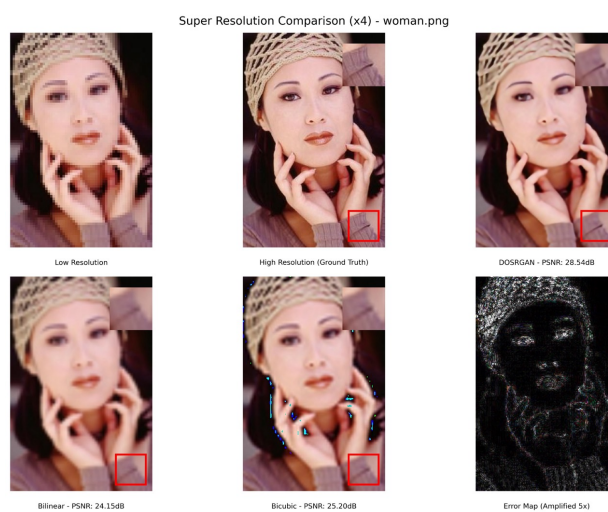 Super Resolution Comparison (x4) - woman.png
Low Resolution
High Resolution (Ground Truth)
DOSRGAN - PSNR: 28.54dB
Bilinear - PSNR: 24.15dB
Bicubic - PSNR: 25.20dB
Error Map (Amplified 5x)